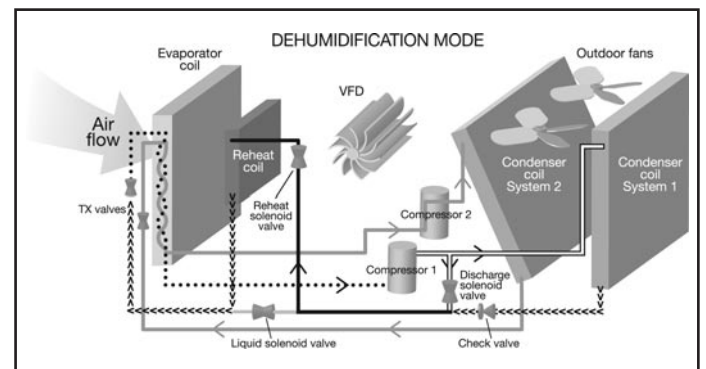 DEHUMIDIFICATION MODE
Evaporator
coil
Outdoor fans
VFD
Air
flow
Reheat
coil
Condenser
coil
System 2
Condenser
coil
System 1
Reheat
solenoid
valve
TX valves
Compressor 2
Compressor 1
Discharge
solenoid
valve
Liquid solenoid valve
Check valve